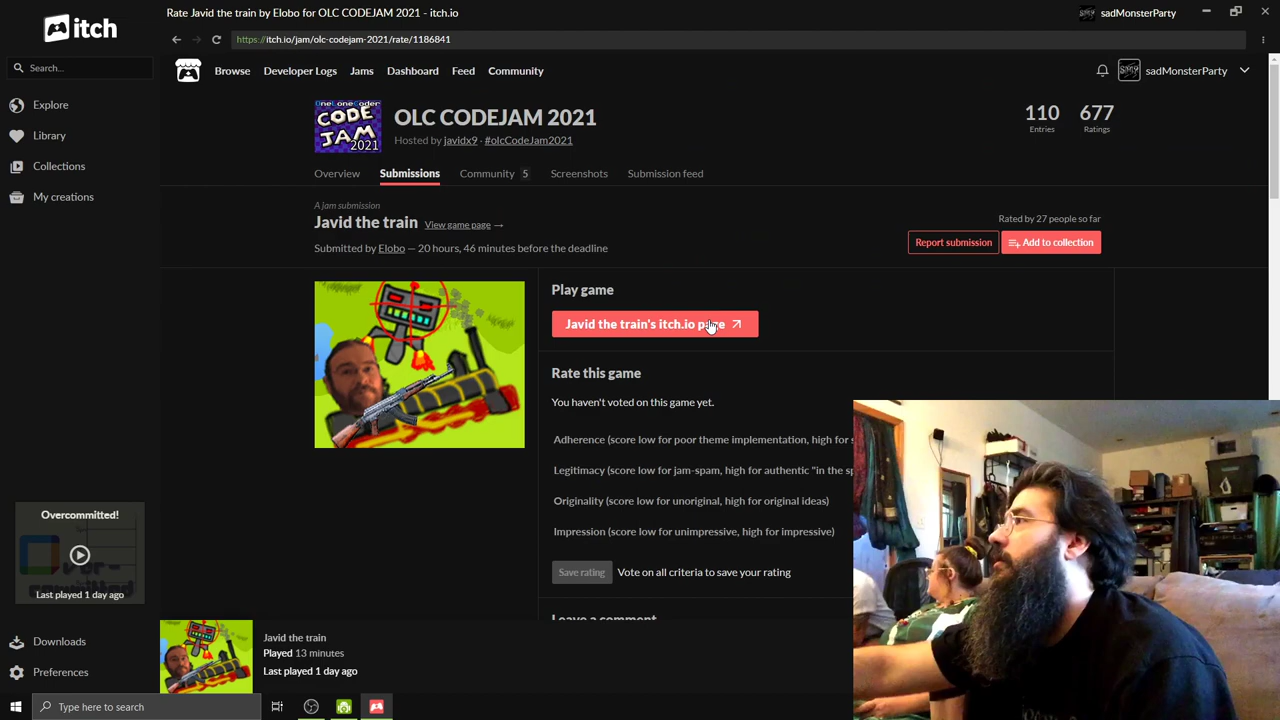 itch
Rate Javid the train by Elobo for OLC CODEJAM 2021 - itch.io
sadMonsterParty
https://itch.io/jam/olc-codejam-2021/rate/1186841
Search...
Browse
Developer Logs
Jams
Dashboard
Feed
Community
sadMonsterParty
Explore
Library
Collections
My creations
OneLoneCoder
CODE
JAM
2021
OLC CODEJAM 2021
Hosted by javidx9 · #olcCodeJam2021
110
Entries
677
Ratings
Overview
Submissions
Community 5
Screenshots
Submission feed
A jam submission
Javid the train View game page →
Submitted by Elobo — 20 hours, 46 minutes before the deadline
Rated by 27 people so far
Report submission
Add to collection
Play game
Javid the train's itch.io page
Rate this game
You haven't voted on this game yet.
Adherence (score low for poor theme implementation, high for s
Legitimacy (score low for jam-spam, high for authentic "in the sp
Originality (score low for unoriginal, high for original ideas)
Impression (score low for unimpressive, high for impressive)
Save rating
Vote on all criteria to save your rating
Leave a comment
Overcommitted!
Last played 1 day ago
Downloads
Preferences
Javid the train
Played 13 minutes
Last played 1 day ago
Type here to search